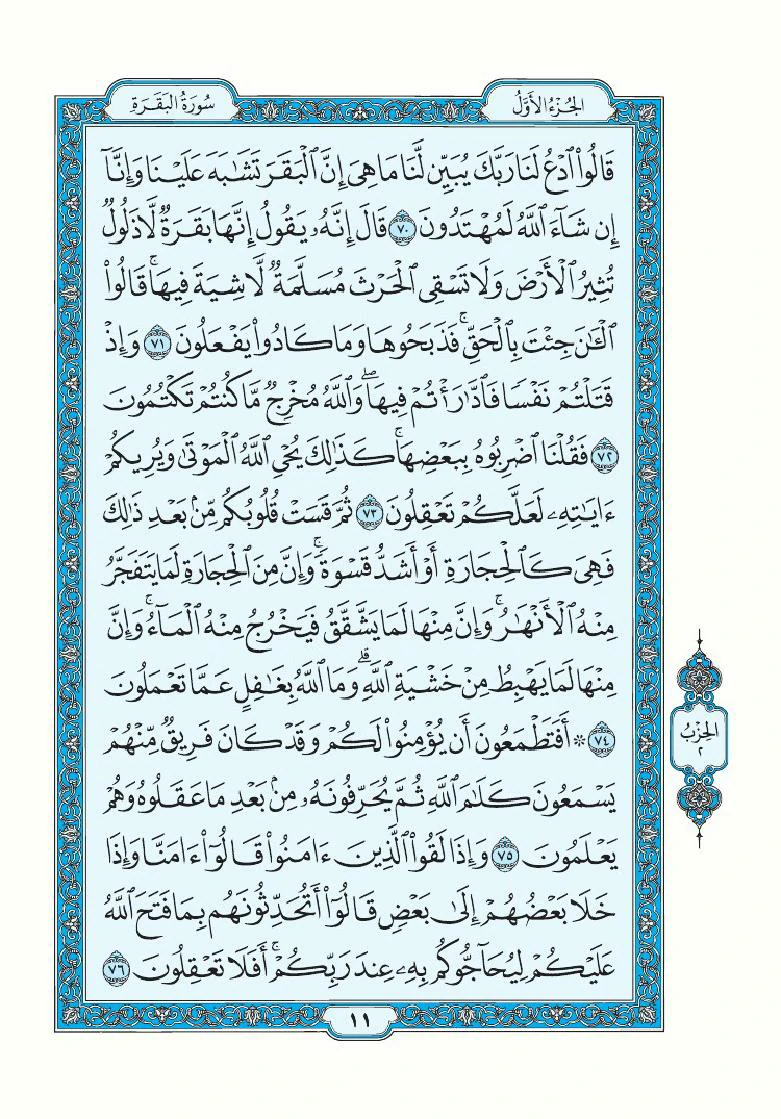 الجُزْءُ الأَوَّلُ
سُورَةُ البَقَرَةِ
قَالُواْ ٱدْعُ لَنَا رَبَّكَ يُبَيِّن لَّنَا مَا هِىَ إِنَّ ٱلْبَقَرَ تَشَٰبَهَ عَلَيْنَا وَإِنَّآ
إِن شَآءَ ٱللَّهُ لَمُهْتَدُونَ ٧٠ قَالَ إِنَّهُۥ يَقُولُ إِنَّهَا بَقَرَةٌ لَّا ذَلُولٌ
تُثِيرُ ٱلْأَرْضَ وَلَا تَسْقِى ٱلْحَرْثَ مُسَلَّمَةٌ لَّا شِيَةَ فِيهَاۚ قَالُواْ
ٱلْـَٰٔنَ جِئْتَ بِٱلْحَقِّۚ فَذَبَحُوهَا وَمَا كَادُواْ يَفْعَلُونَ ٧١ وَإِذْ
قَتَلْتُمْ نَفْسًا فَٱدَّٰرَْٰٔتُمْ فِيهَاۖ وَٱللَّهُ مُخْرِجٌ مَّا كُنتُمْ تَكْتُمُونَ
٧٢ فَقُلْنَا ٱضْرِبُوهُ بِبَعْضِهَاۚ كَذَٰلِكَ يُحْىِ ٱللَّهُ ٱلْمَوْتَىٰ وَيُرِيكُمْ
ءَايَٰتِهِۦ لَعَلَّكُمْ تَعْقِلُونَ ٧٣ ثُمَّ قَسَتْ قُلُوبُكُم مِّنۢ بَعْدِ ذَٰلِكَ
فَهِىَ كَٱلْحِجَارَةِ أَوْ أَشَدُّ قَسْوَةًۚ وَإِنَّ مِنَ ٱلْحِجَارَةِ لَمَا يَتَفَجَّرُ
مِنْهُ ٱلْأَنْهَٰرُۚ وَإِنَّ مِنْهَا لَمَا يَشَّقَّقُ فَيَخْرُجُ مِنْهُ ٱلْمَآءُۚ وَإِنَّ
مِنْهَا لَمَا يَهْبِطُ مِنْ خَشْيَةِ ٱللَّهِۗ وَمَا ٱللَّهُ بِغَٰفِلٍ عَمَّا تَعْمَلُونَ
٧٤ * أَفَتَطْمَعُونَ أَن يُؤْمِنُواْ لَكُمْ وَقَدْ كَانَ فَرِيقٌ مِّنْهُمْ
يَسْمَعُونَ كَلَٰمَ ٱللَّهِ ثُمَّ يُحَرِّفُونَهُۥ مِنۢ بَعْدِ مَا عَقَلُوهُ وَهُمْ
يَعْلَمُونَ ٧٥ وَإِذَا لَقُواْ ٱلَّذِينَ ءَامَنُواْ قَالُوٓاْ ءَامَنَّا وَإِذَا
خَلَا بَعْضُهُمْ إِلَىٰ بَعْضٍ قَالُوٓاْ أَتُحَدِّثُونَهُم بِمَا فَتَحَ ٱللَّهُ
عَلَيْكُمْ لِيُحَآجُّوكُم بِهِۦ عِندَ رَبِّكُمْۚ أَفَلَا تَعْقِلُونَ ٧٦
الحِزْبُ
٢
١١